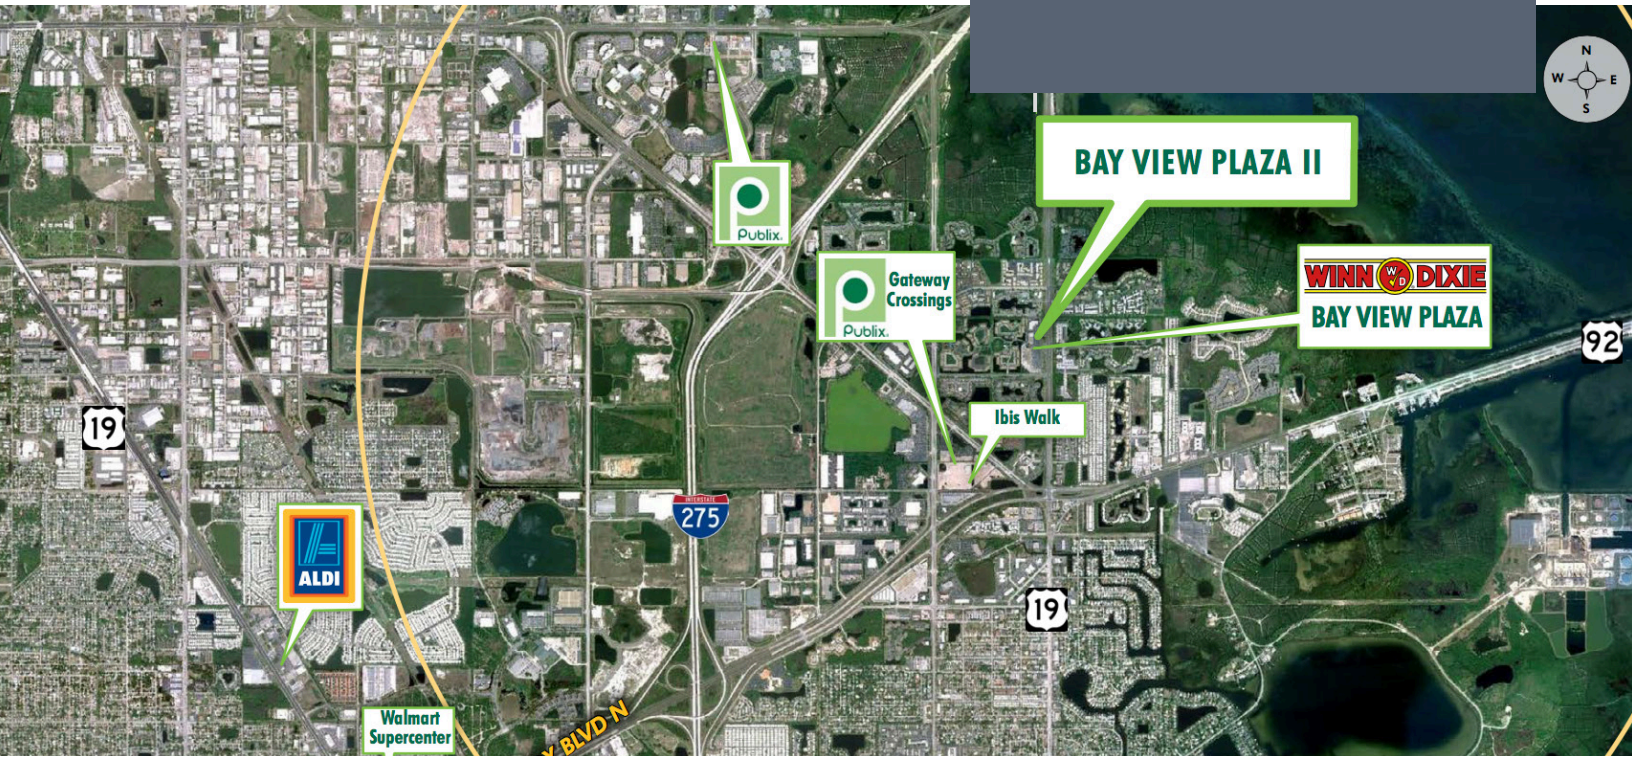 N
W E
S
BAY VIEW PLAZA II
Publix.
WINN W D DIXIE
BAY VIEW PLAZA
Gateway
Crossings
Publix.
92
Ibis Walk
19
INTERSTATE
275
ALDI
19
Walmart
Supercenter
BLVD N